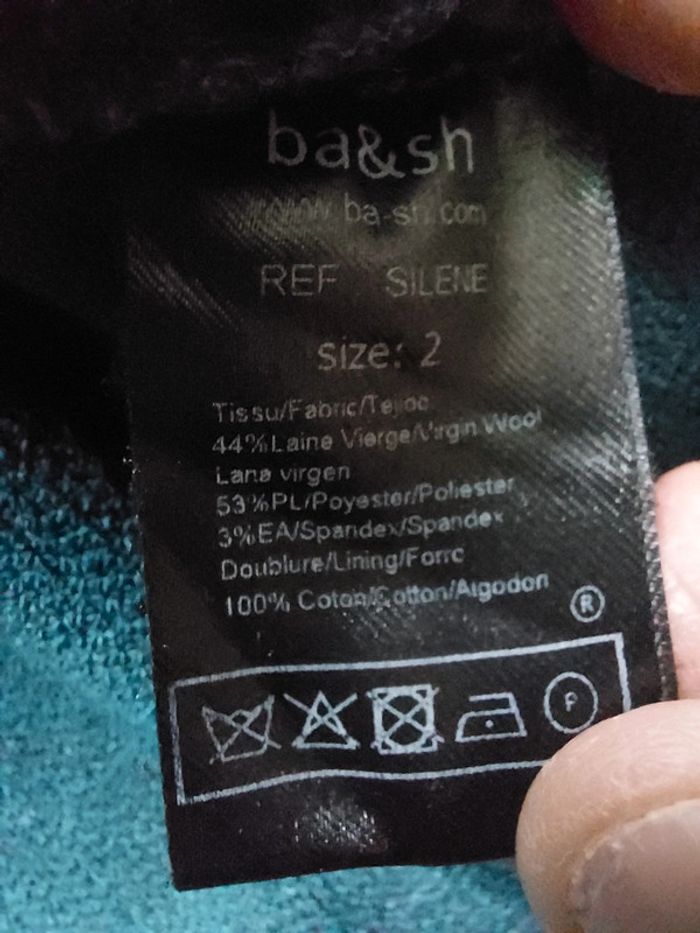 ba&sh
www.ba-sh.com
REF SILENE
size: 2
Tissu/Fabric/Tejido
44%Laine Vierge/Virgin Wool
Lana virgen
53%PL/Poyester/Poliester
3%EA/Spandex/Spandex
Doublure/Lining/Forro
100% Coton/Cotton/Algodon
®
F